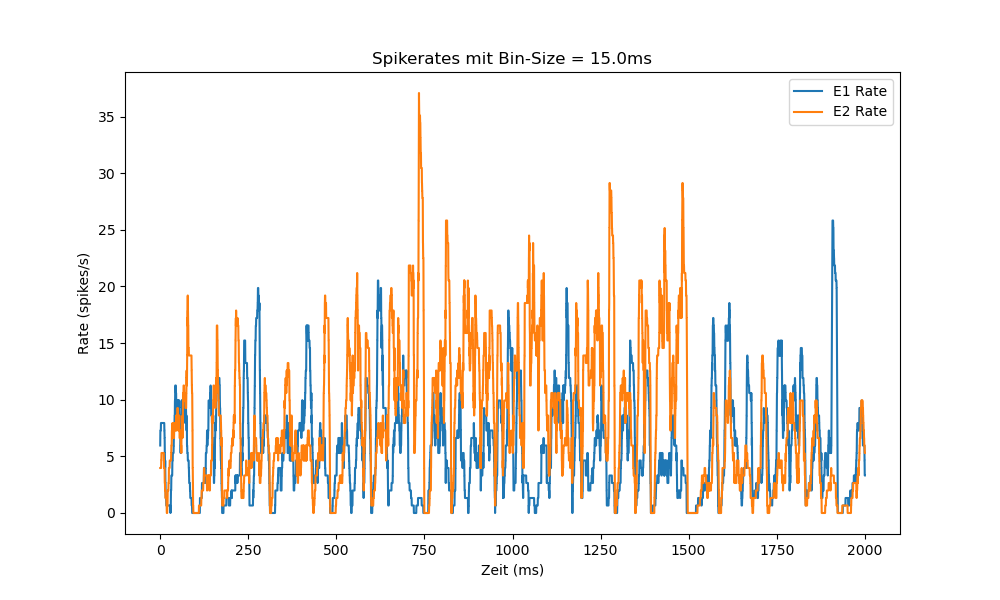 Spikerates mit Bin-Size = 15.0ms
E1 Rate
E2 Rate
35
30
25
20
15
10
5
0
Rate (spikes/s)
0 250 500 750 1000 1250 1500 1750 2000
Zeit (ms)